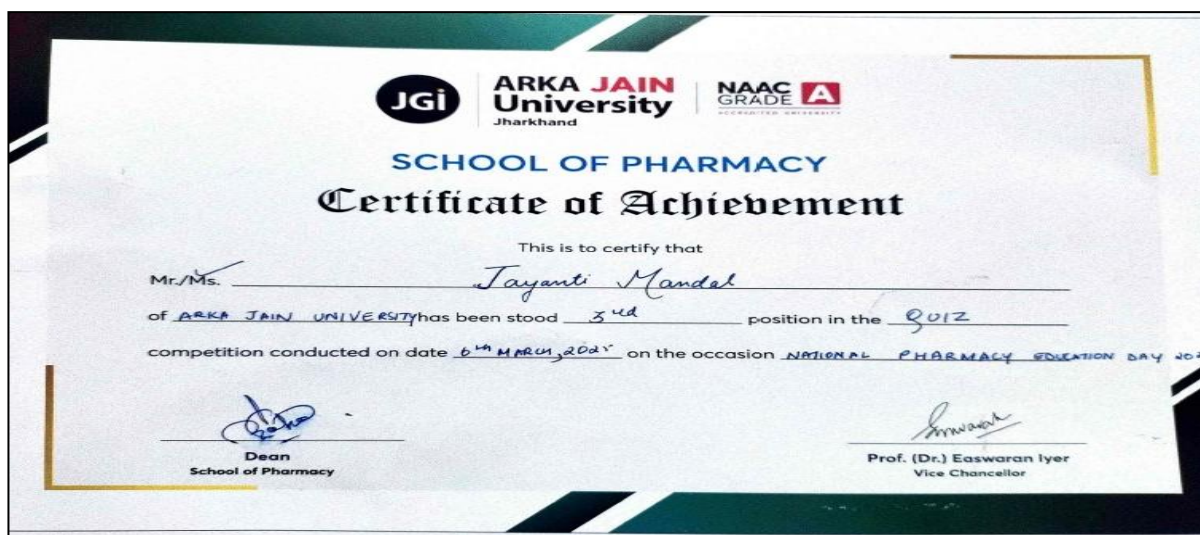 JGi
ARKA JAIN
University
Jharkhand
NAAC
GRADE A
ACCREDITED UNIVERSITY
SCHOOL OF PHARMACY
Certificate of Achievement
This is to certify that
Mr./Ms. Jayanti Mandal
of ARKA JAIN UNIVERSITY has been stood 3rd position in the QUIZ
competition conducted on date 6th MARCH, 2025 on the occasion NATIONAL PHARMACY EDUCATION DAY
Dean
School of Pharmacy
Prof. (Dr.) Easwaran Iyer
Vice Chancellor